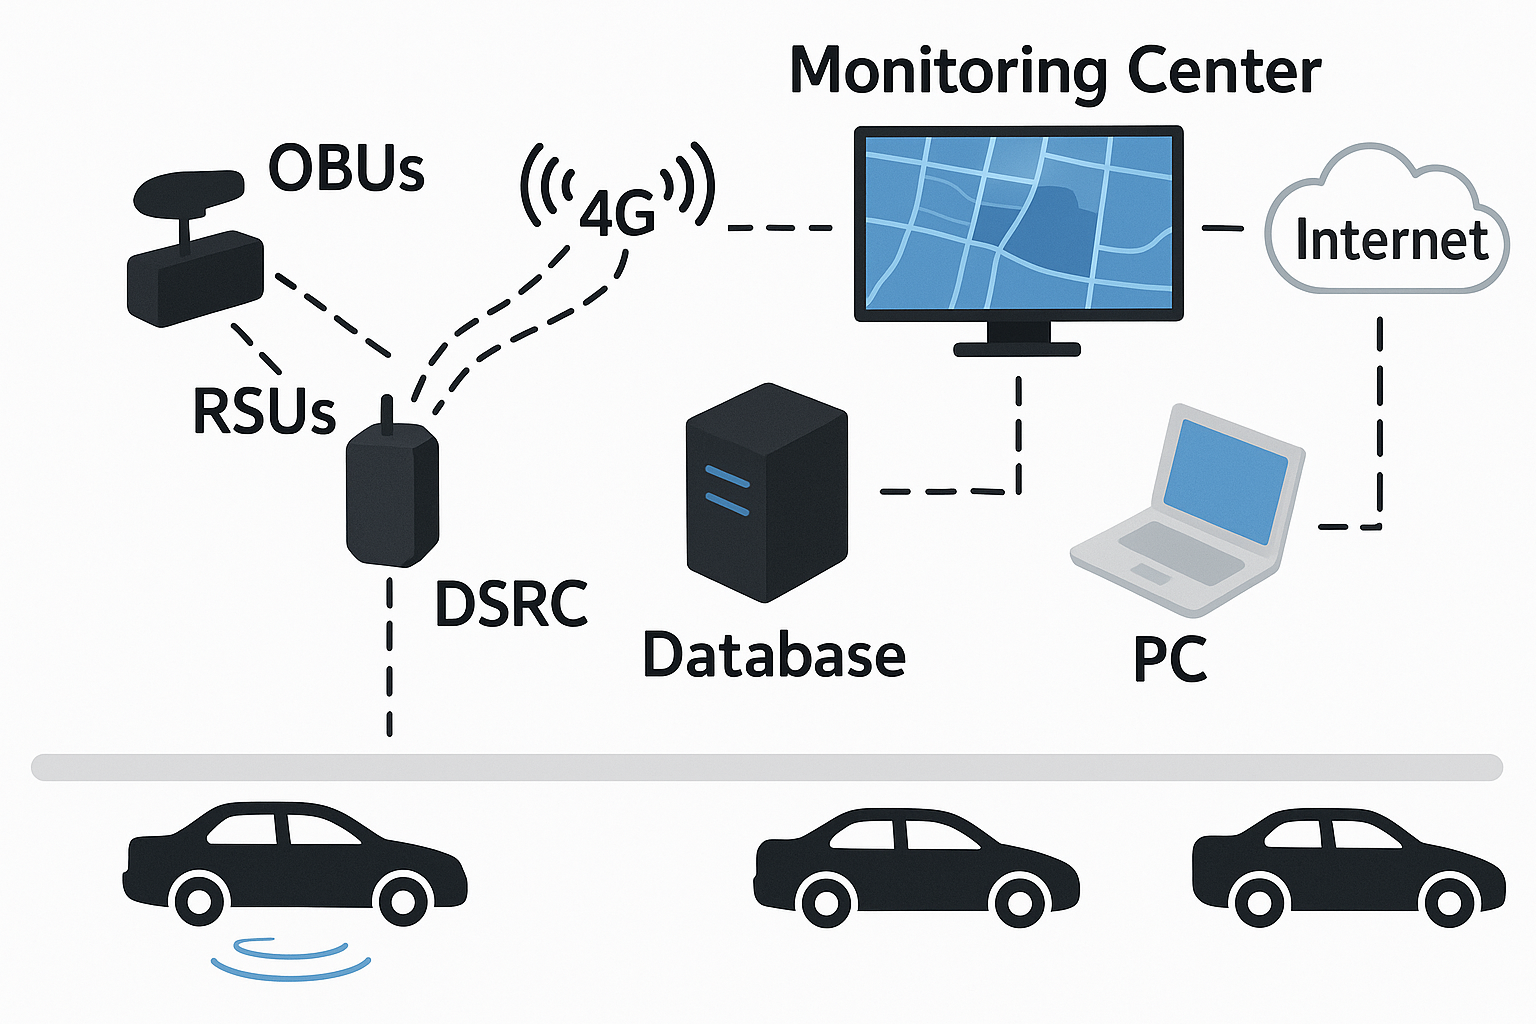 Monitoring Center
OBUs
4G
Internet
RSUs
DSRC
Database
PC